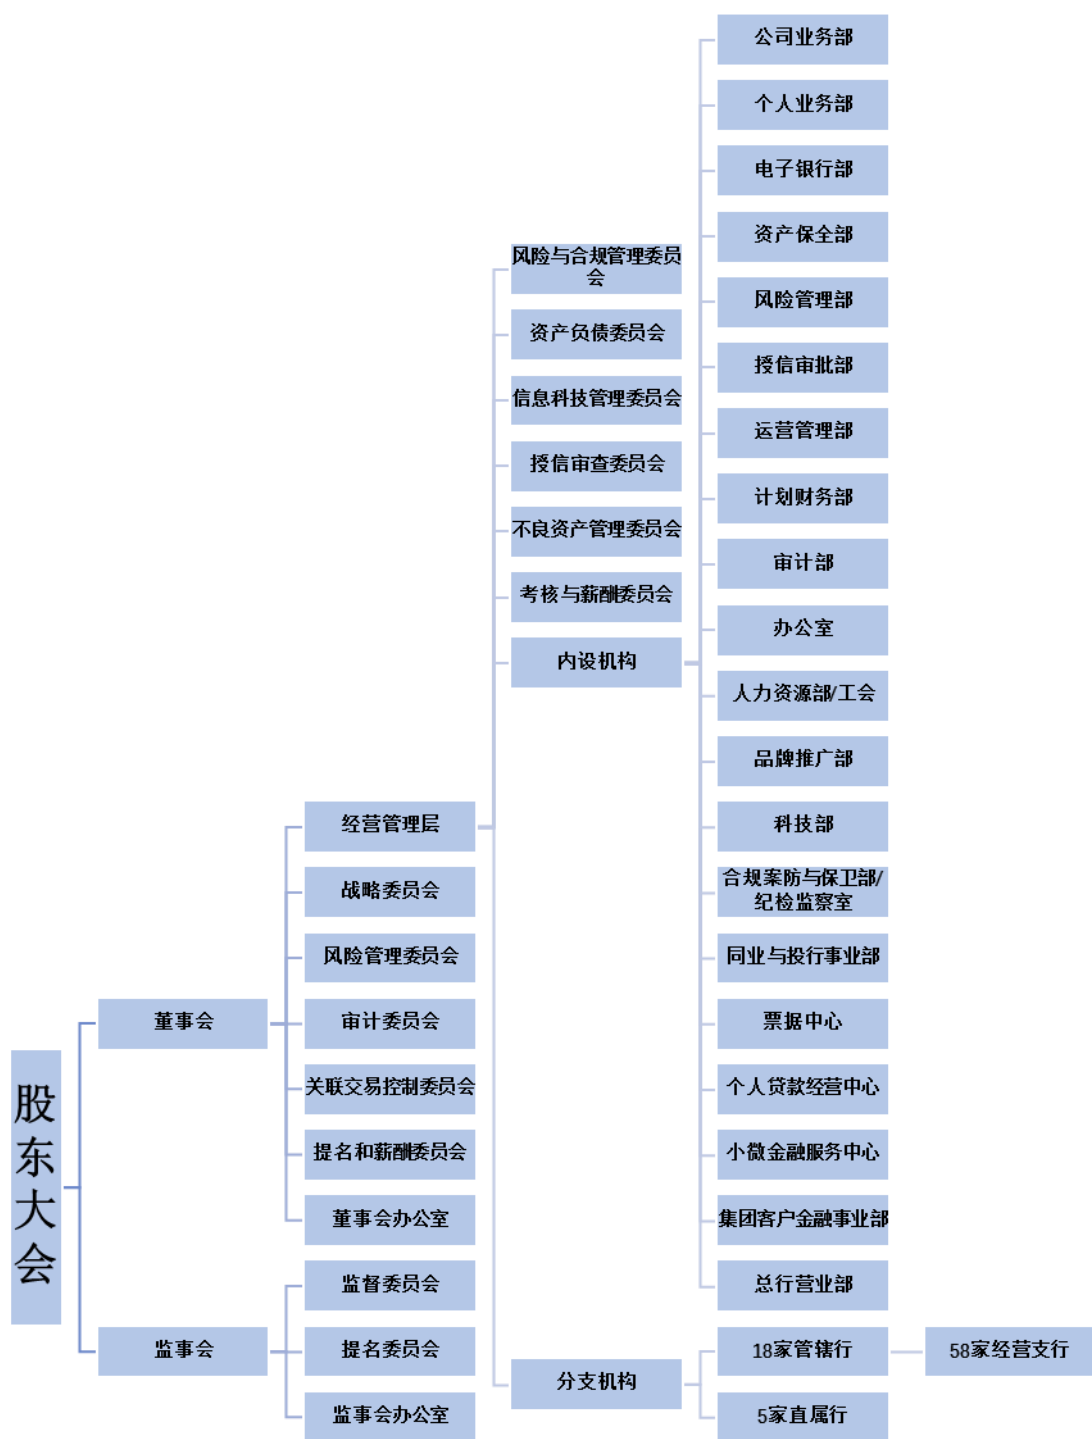 股东大会
董事会
监事会
经营管理层
战略委员会
风险管理委员会
审计委员会
关联交易控制委员会
提名和薪酬委员会
董事会办公室
监督委员会
提名委员会
监事会办公室
风险与合规管理委员
会
资产负债委员会
信息科技管理委员会
授信审查委员会
不良资产管理委员会
考核与薪酬委员会
内设机构
分支机构
公司业务部
个人业务部
电子银行部
资产保全部
风险管理部
授信审批部
运营管理部
计划财务部
审计部
办公室
人力资源部/工会
品牌推广部
科技部
合规案防与保卫部/
纪检监察室
同业与投行事业部
票据中心
个人贷款经营中心
小微金融服务中心
集团客户金融事业部
总行营业部
18家管辖行
5家直属行
58家经营支行